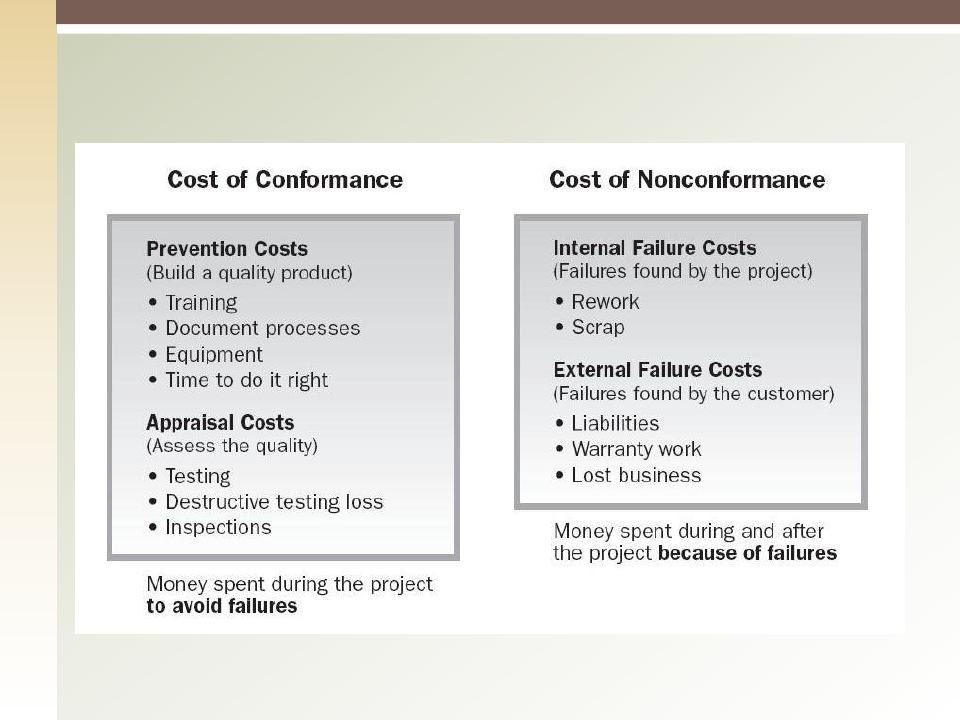 Cost of Conformance
Prevention Costs
(Build a quality product)
• Training
• Document processes
• Equipment
• Time to do it right
Appraisal Costs
(Assess the quality)
• Testing
• Destructive testing loss
• Inspections
Money spent during the project
to avoid failures
Cost of Nonconformance
Internal Failure Costs
(Failures found by the project)
• Rework
• Scrap
External Failure Costs
(Failures found by the customer)
• Liabilities
• Warranty work
• Lost business
Money spent during and after
the project because of failures